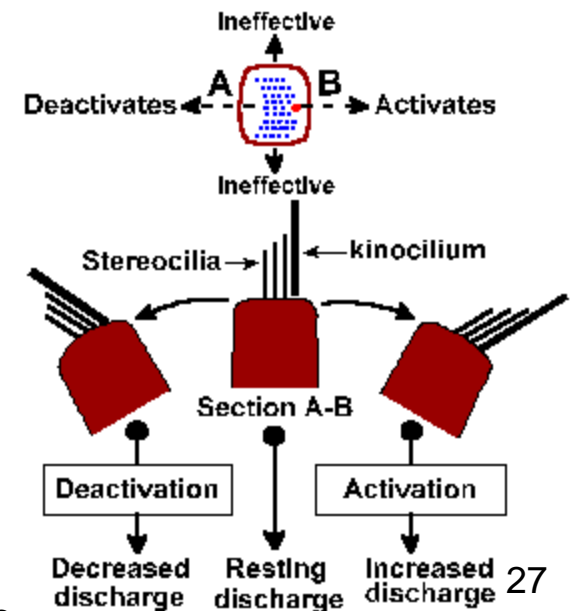 Ineffective
A B
Deactivates Activates
Ineffective
Stereocilia kinocilium
Section A-B
Deactivation Activation
Decreased Resting Increased
discharge discharge discharge 27